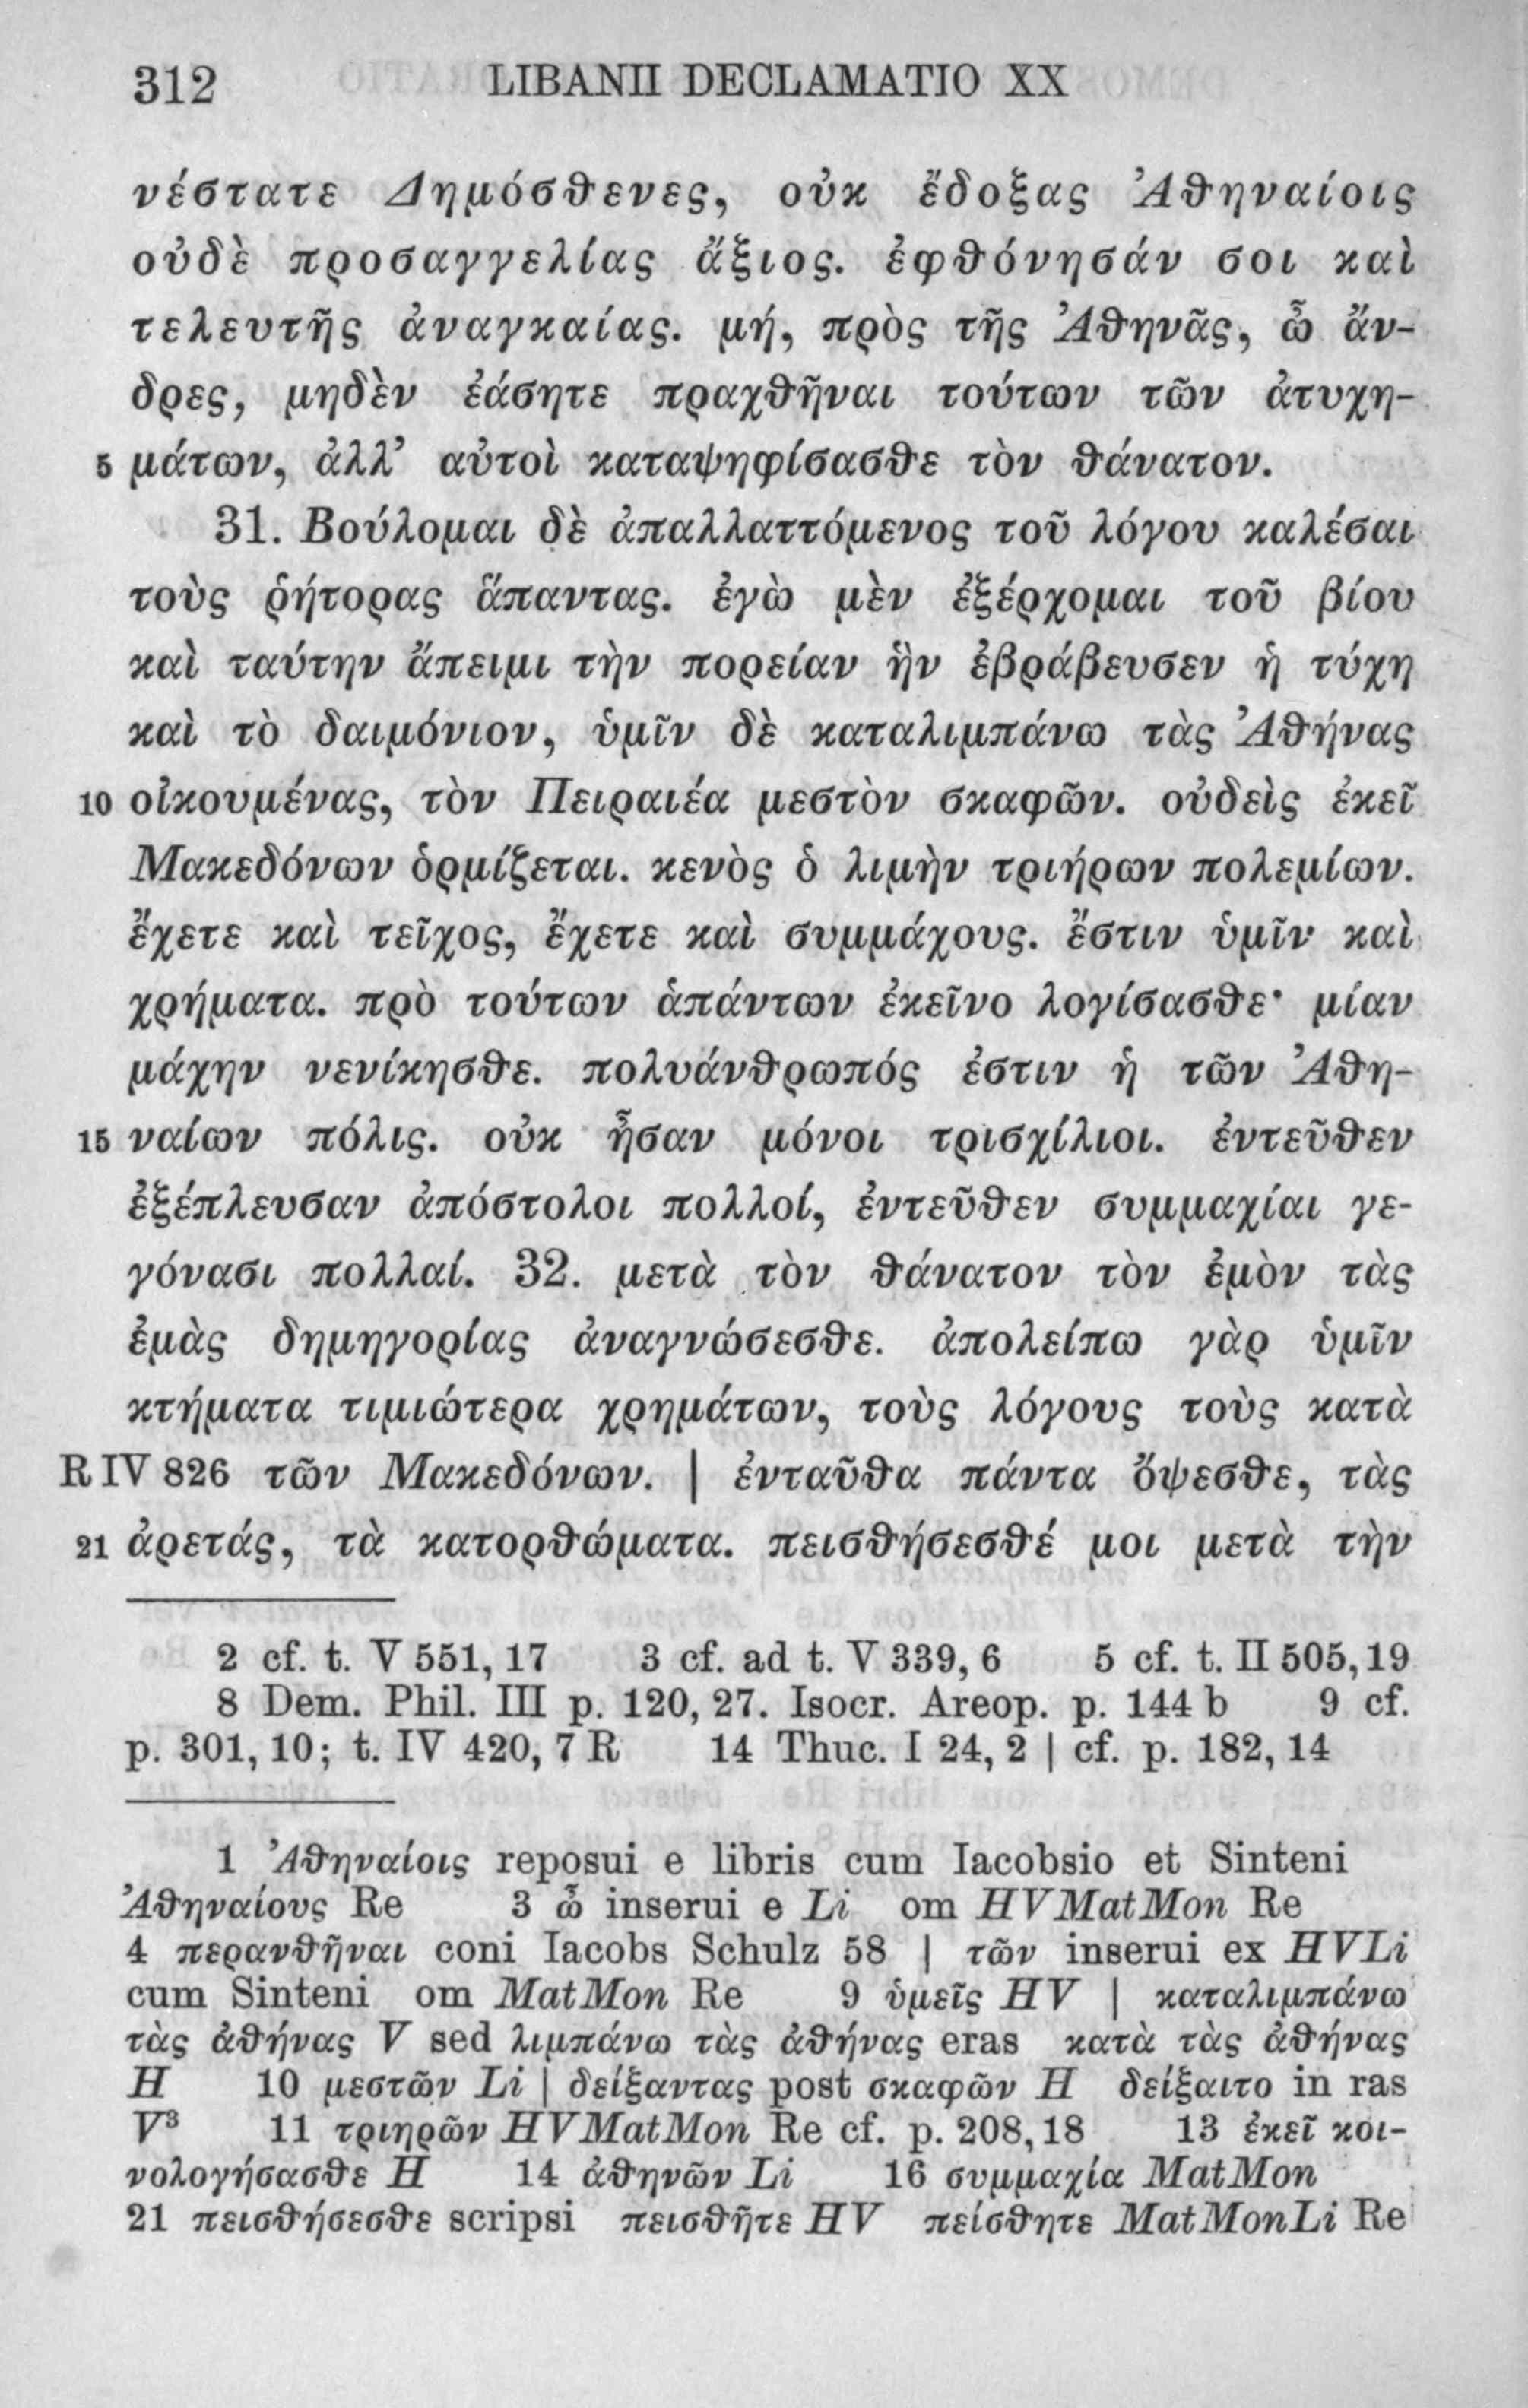 312 LIBANII DECLAMATIO XX
νέστατε Δημόσθενες, οὐκ ἔδοξας Ἀθηναίοις
οὐδὲ προσαγγελίας ἄξιος. ἐφθόνησάν σοι καὶ
τελευτῆς ἀναγκαίας. μή, πρὸς τῆς Ἀθηνᾶς, ὦ ἄν-
δρες, μηδὲν ἐάσητε πραχθῆναι τούτων τῶν ἀτυχη-
5 μάτων, ἀλλ’ αὐτοὶ καταψηφίσασθε τὸν θάνατον.
31. Βούλομαι δὲ ἀπαλλαττόμενος τοῦ λόγου καλέσαι
τοὺς ῥήτορας ἅπαντας. ἐγὼ μὲν ἐξέρχομαι τοῦ βίου
καὶ ταύτην ἄπειμι τὴν πορείαν ἣν ἐβράβευσεν ἡ τύχη
καὶ τὸ δαιμόνιον, ὑμῖν δὲ καταλιμπάνω τὰς Ἀθήνας
10 οἰκουμένας, τὸν Πειραιέα μεστὸν σκαφῶν. οὐδεὶς ἐκεῖ
Μακεδόνων ὁρμίζεται. κενὸς ὁ λιμὴν τριήρων πολεμίων.
ἔχετε καὶ τεῖχος, ἔχετε καὶ συμμάχους. ἔστιν ὑμῖν καὶ
χρήματα. πρὸ τούτων ἁπάντων ἐκεῖνο λογίσασθε· μίαν
μάχην νενίκησθε. πολυάνθρωπός ἐστιν ἡ τῶν Ἀθη-
15 ναίων πόλις. οὐκ ἦσαν μόνοι τρισχίλιοι. ἐντεῦθεν
ἐξέπλευσαν ἀπόστολοι πολλοί, ἐντεῦθεν συμμαχίαι γε-
γόνασι πολλαί. 32. μετὰ τὸν θάνατον τὸν ἐμὸν τὰς
ἐμὰς δημηγορίας ἀναγνώσεσθε. ἀπολείπω γὰρ ὑμῖν
κτήματα τιμιώτερα χρημάτων, τοὺς λόγους τοὺς κατὰ
R IV 826 τῶν Μακεδόνων. | ἐνταῦθα πάντα ὄψεσθε, τὰς
21 ἀρετάς, τὰ κατορθώματα. πεισθήσεσθέ μοι μετὰ τὴν
2 cf. t. V 551, 17 3 cf. ad t. V 339, 6 5 cf. t. II 505, 19
8 Dem. Phil. III p. 120, 27. Isocr. Areop. p. 144 b 9 cf.
p. 301, 10; t. IV 420, 7 R 14 Thuc. I 24, 2 | cf. p. 182, 14
1 Ἀθηναίοις reposui e libris cum Iacobsio et Sinteni
Ἀθηναίους Re 3 ὦ inserui e Li om HVMatMon Re
4 περανθῆναι coni Iacobs Schulz 58 | τῶν inserui ex HVLi
cum Sinteni om MatMon Re 9 ὑμεῖς HV | καταλιμπάνω
τὰς ἀθήνας V sed λιμπάνω τὰς ἀθήνας eras κατὰ τὰς ἀθήνας
H 10 μεστῶν Li | δείξαντας post σκαφῶν H δείξαιτο in ras
V³ 11 τριηρῶν HVMatMon Re cf. p. 208, 18 13 ἐκεῖ κοι-
νολογήσασθε H 14 ἀθηνῶν Li 16 συμμαχία MatMon
21 πεισθήσεσθε scripsi πεισθῆτε HV πείσθητε MatMonLi Re